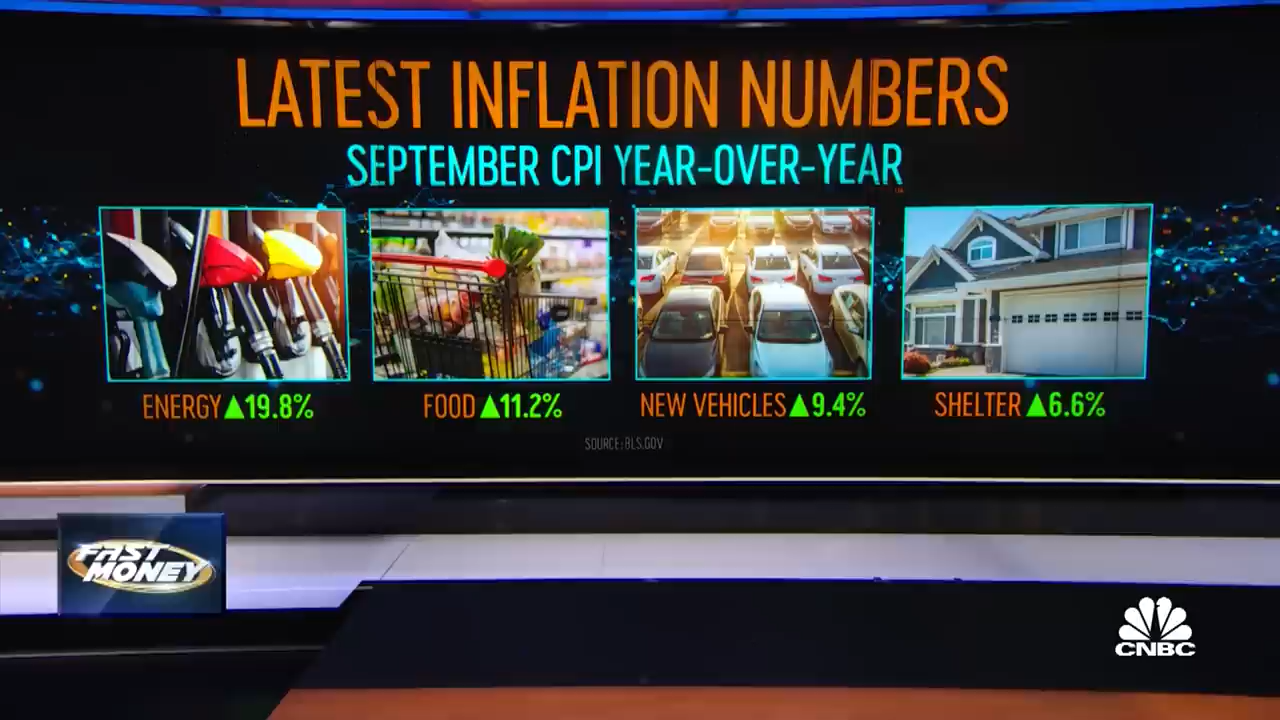 LATEST INFLATION NUMBERS
SEPTEMBER CPI YEAR-OVER-YEAR
ENERGY ▲19.8%
FOOD ▲11.2%
NEW VEHICLES ▲9.4%
SHELTER ▲6.6%
SOURCE: BLS.GOV
FAST
MONEY
CNBC